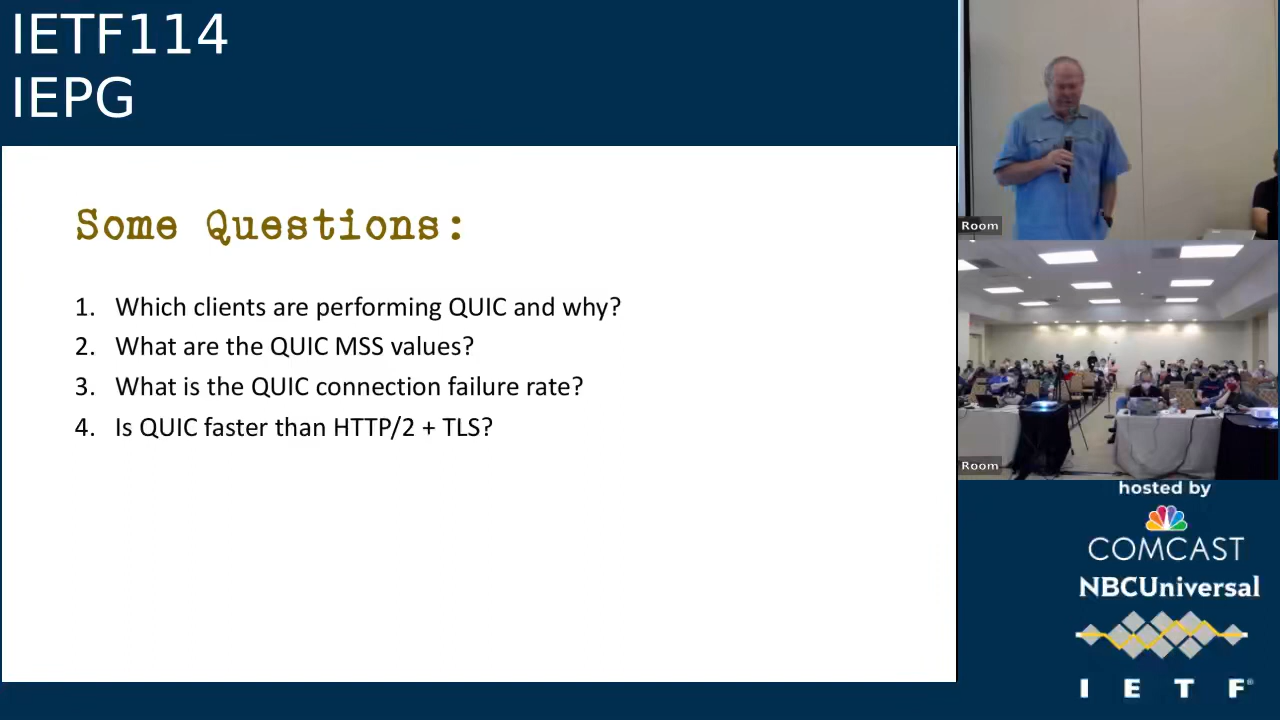 IETF114
IEPG
Some Questions:
1. Which clients are performing QUIC and why?
2. What are the QUIC MSS values?
3. What is the QUIC connection failure rate?
4. Is QUIC faster than HTTP/2 + TLS?
Room
Room
hosted by
COMCAST
NBCUniversal
I E T F®